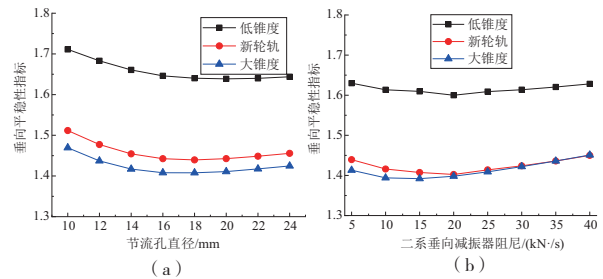 (a)
1.8
1.7
1.6
1.5
1.4
1.3
垂向平稳性指标
低锥度
新轮轨
大锥度
10 12 14 16 18 20 22 24
节流孔直径/mm
(a)
(b)
1.8
1.7
1.6
1.5
1.4
1.3
垂向平稳性指标
低锥度
新轮轨
大锥度
5 10 15 20 25 30 35 40
二系垂向减振器阻尼/(kN·/s)
(b)